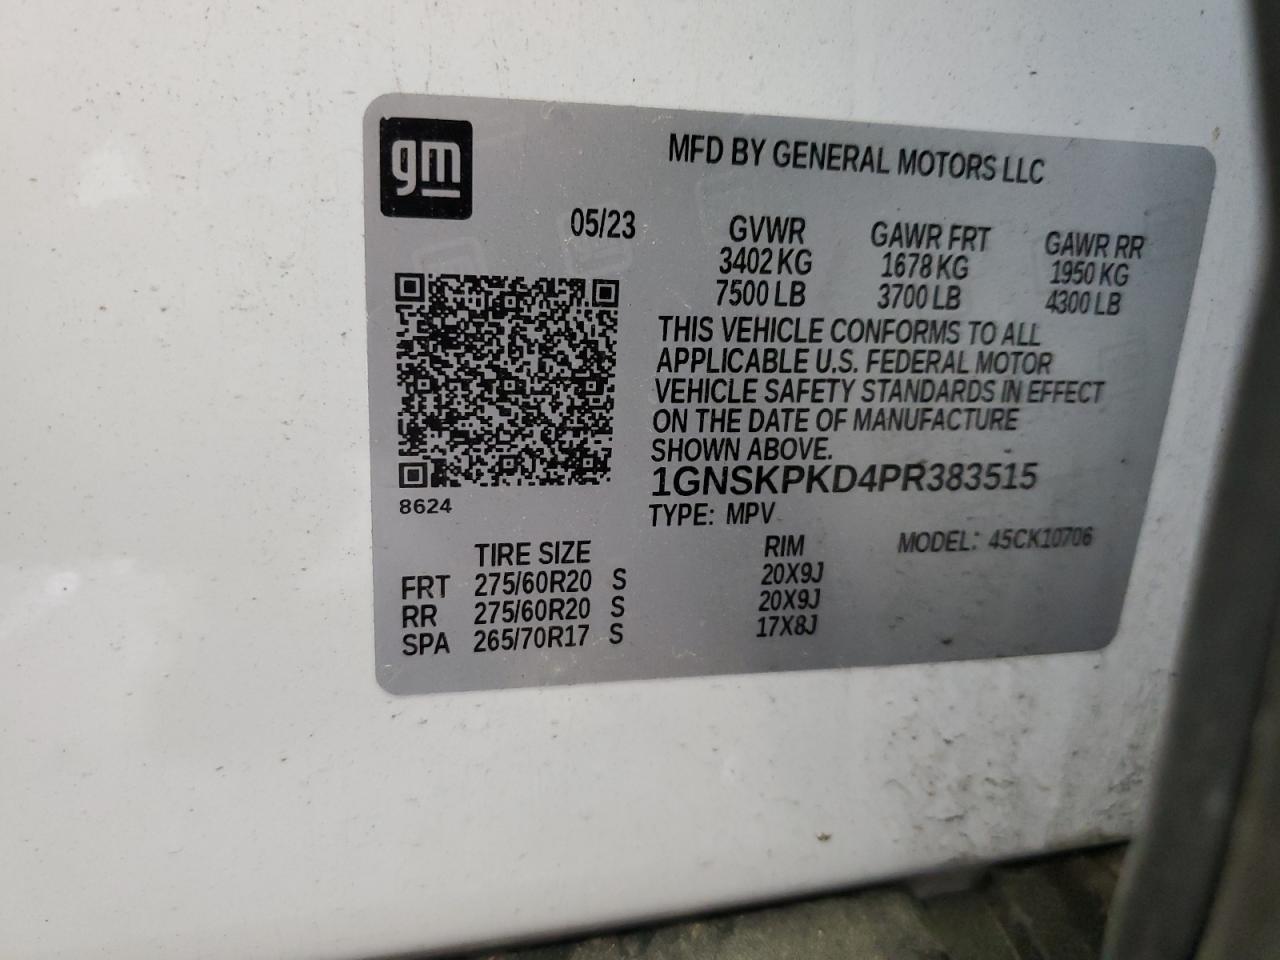 gm
MFD BY GENERAL MOTORS LLC
05/23 GVWR GAWR FRT GAWR RR
3402 KG 1678 KG 1950 KG
7500 LB 3700 LB 4300 LB
THIS VEHICLE CONFORMS TO ALL
APPLICABLE U.S. FEDERAL MOTOR
VEHICLE SAFETY STANDARDS IN EFFECT
ON THE DATE OF MANUFACTURE
SHOWN ABOVE.
1GNSKPKD4PR383515
8624
TYPE: MPV MODEL: 45CK10706
TIRE SIZE RIM
FRT 275/60R20 S 20X9J
RR 275/60R20 S 20X9J
SPA 265/70R17 S 17X8J